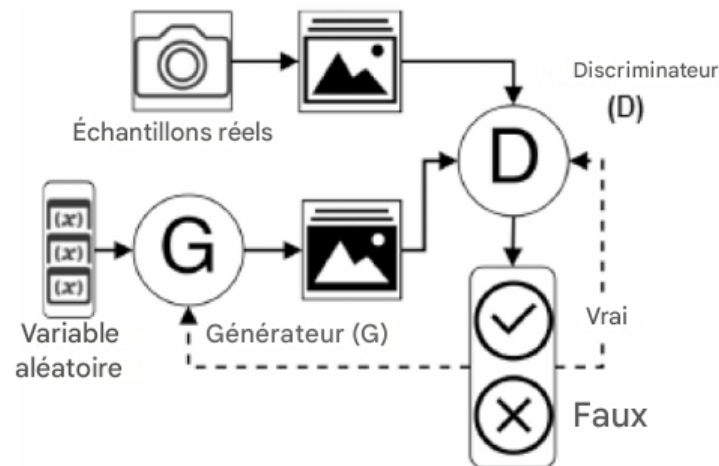 Discriminateur
(D)
Échantillons réels
D
(x)
(x)
(x)
G
Variable
aléatoire
Générateur (G)
Vrai
Faux